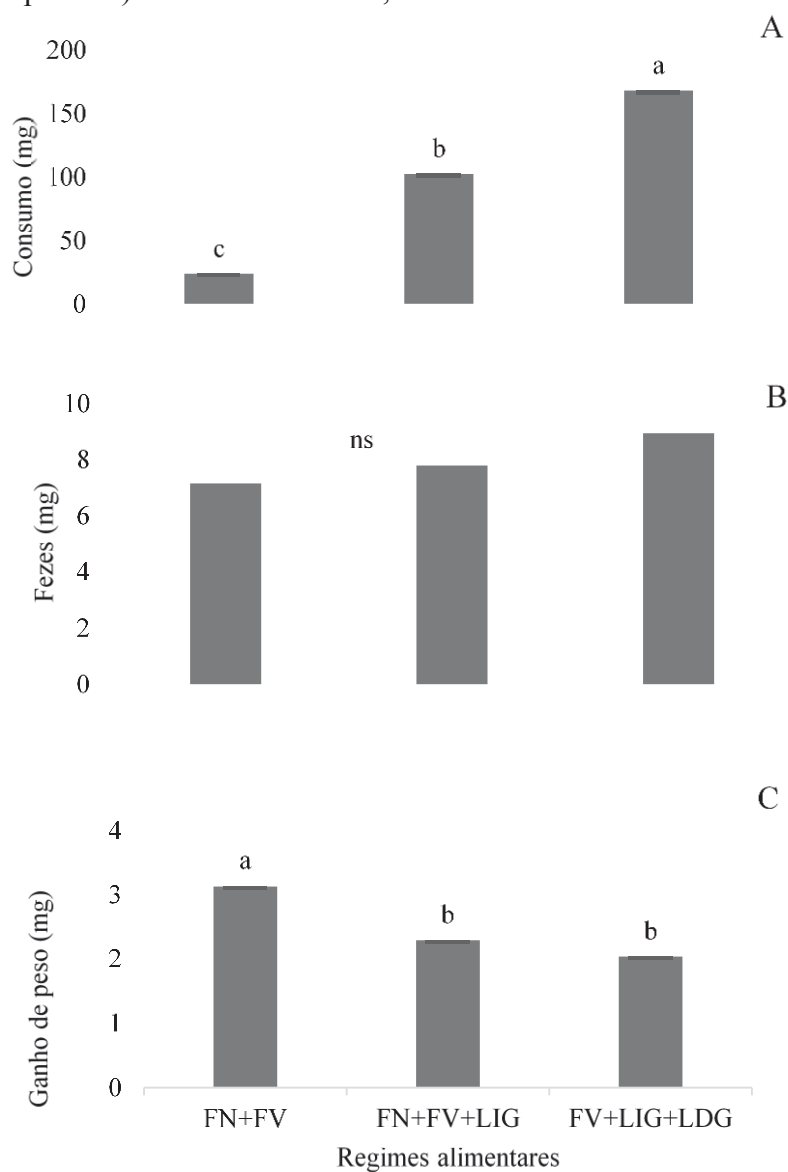 A
200
150
100
50
0
Consumo (mg)
c
b
a
B
10
8
6
4
2
0
Fezes (mg)
ns
C
4
3
2
1
0
Ganho de peso (mg)
a
b
b
FN+FV FN+FV+LIG FV+LIG+LDG
Regimes alimentares